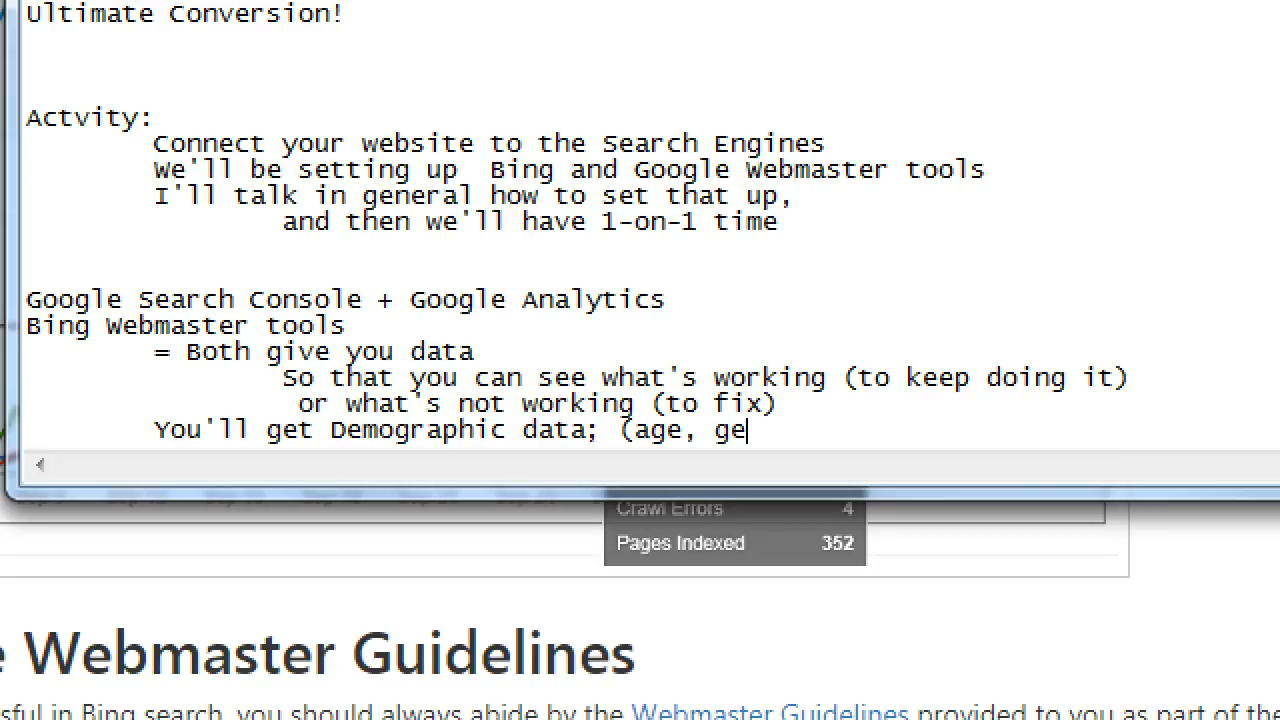 Ultimate Conversion!
Actvity:
Connect your website to the Search Engines
We'll be setting up  Bing and Google Webmaster tools
I'll talk in general how to set that up,
and then we'll have 1-on-1 time
Google Search Console + Google Analytics
Bing Webmaster tools
= Both give you data
So that you can see what's working (to keep doing it)
or what's not working (to fix)
You'll get Demographic data; (age, ge
Crawl Errors 4
Pages Indexed 352
e Webmaster Guidelines
sful in Bing search, you should always abide by the Webmaster Guidelines provided to you as part of the